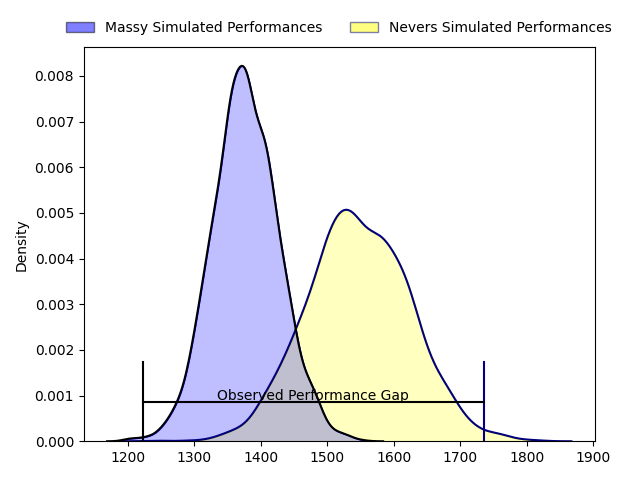 Massy Simulated Performances
Nevers Simulated Performances
0.008
0.007
0.006
0.005
0.004
0.003
0.002
0.001
0.000
Density
Observed Performance Gap
1200 1300 1400 1500 1600 1700 1800 1900